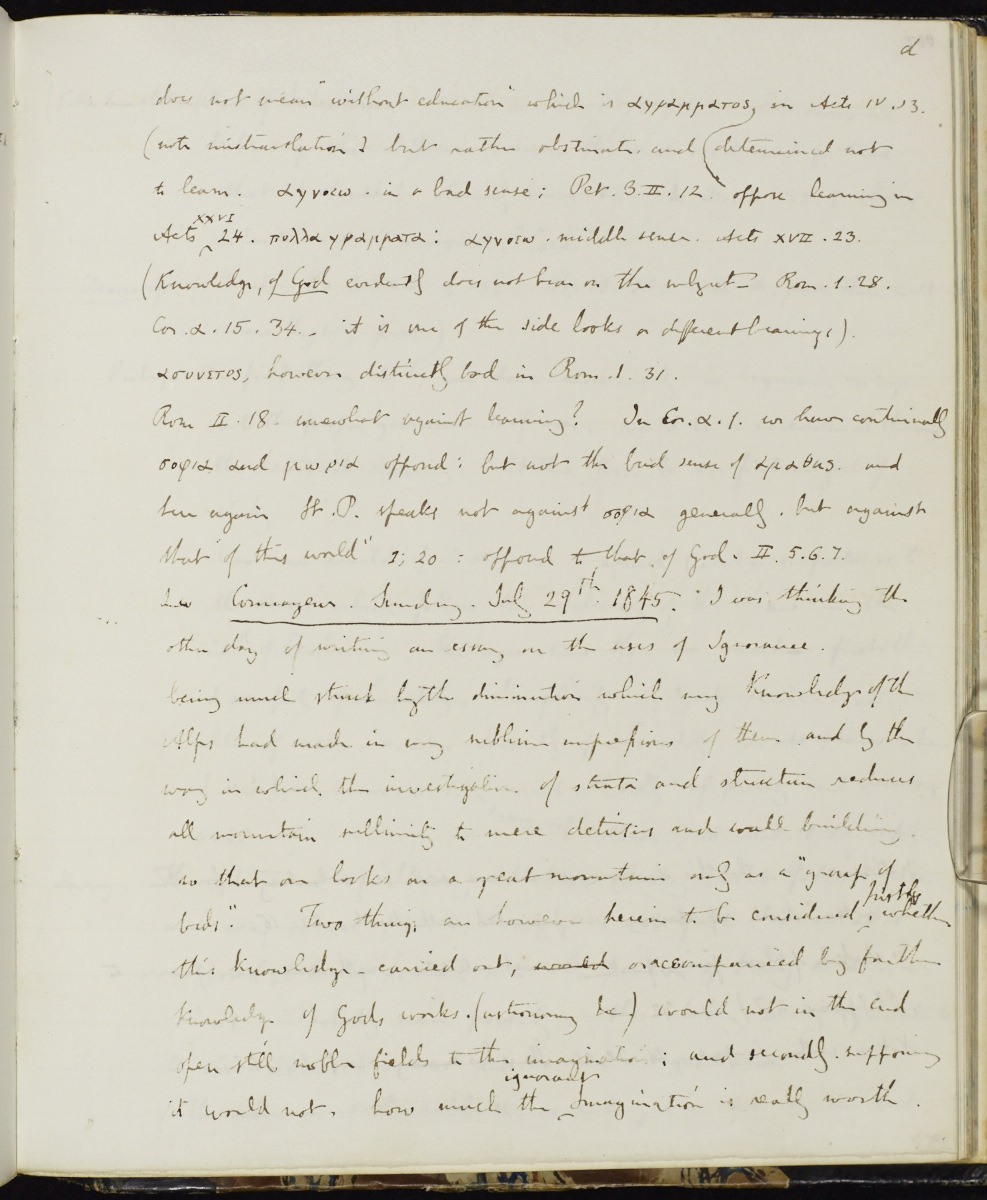 d
does not mean "without education" which is αγραμματος, in Acts IV.13.
(note mistranslation) but rather obstinate and (determined not
to learn. αγνοεω. in a bad sense; Pet. 3. II. 12. oppose learning in
Acts XXVI 24. πολλα γραμματα: αγνοεω. middle sense. Acts XVII. 23.
(Knowledge, of God evidently does not bear on the subject – Rom. 1. 28.
Cor. α. 15. 34. – it is one of the side looks or different bearings).
ασυνετος, however distinctly bad in Rom. 1. 31.
Rom II. 18. somewhat against learning? In Cor. α. 1. we have continually
σοφια and μωρια opposed: but not the bad sense of αμαθης. and
here again St. P. speaks not against σοφια generally. but against
that "of this world" 1; 20: opposed to that of God. II. 5.6.7.
Courmayeur. Sunday. July 29th. 1845. I was thinking the
other day of writing an essay on the uses of Ignorance.
being much struck by the diminution which my Knowledge of the
Alps had made in my sublime impressions of them and by the
way in which the investigation of strata and structure reduces
all mountain sublimity to mere detritus and wall building.
so that one looks on a great mountain only as a "group of
beds". Two things are however herein to be considered, firstly whether
this knowledge – carried out, would or accompanied by farther
knowledge of Gods works. (astronomy &c) would not in the end
open still nobler fields to the imagination; and secondly. supposing
it would not. how much the ignorant Imagination is really worth.